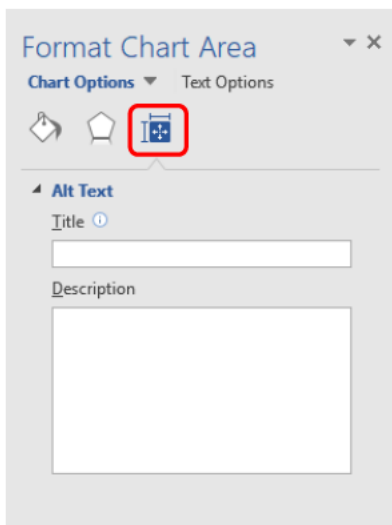 Format Chart Area
Chart Options Text Options
Alt Text
Title
Description